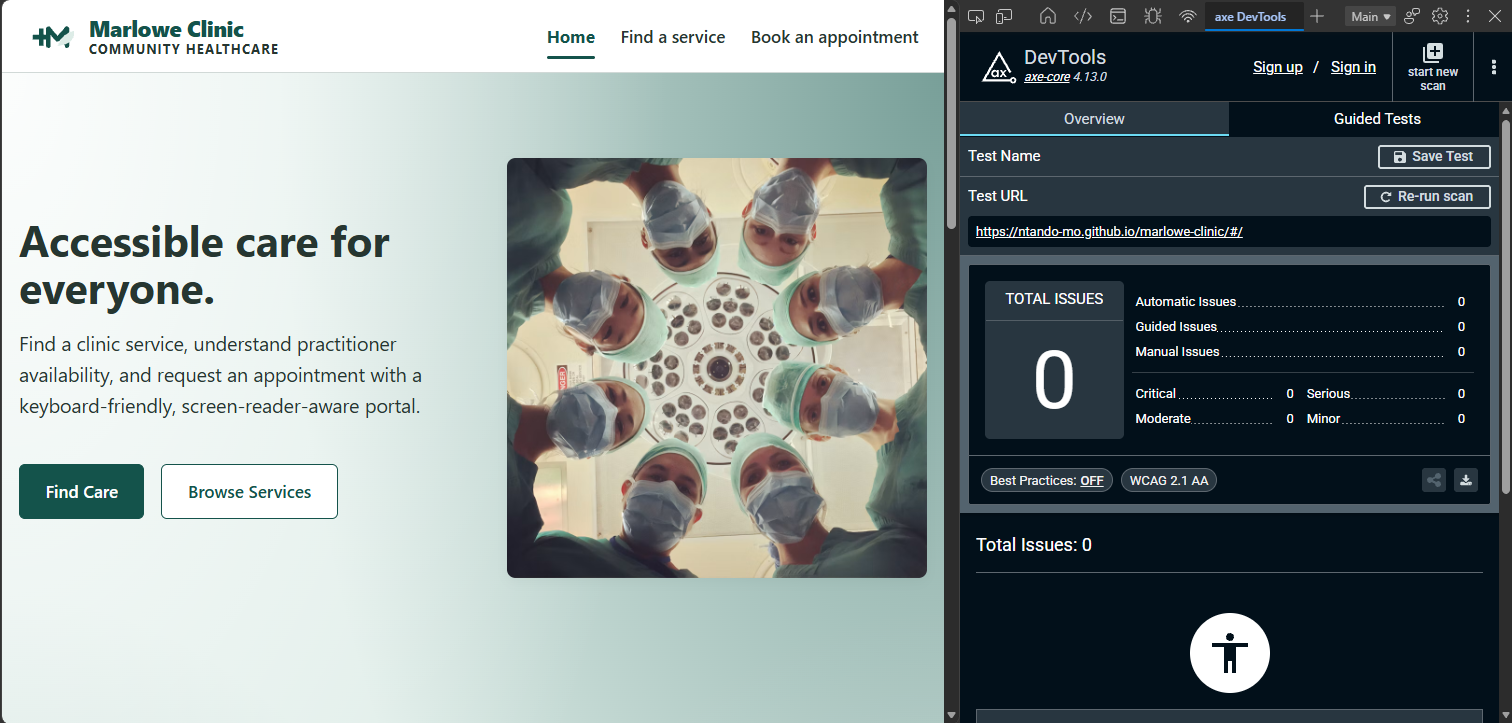 Marlowe Clinic
COMMUNITY HEALTHCARE
Home
Find a service
Book an appointment
Accessible care for
everyone.
Find a clinic service, understand practitioner
availability, and request an appointment with a
keyboard-friendly, screen-reader-aware portal.
Find Care
Browse Services
DANGER
axe DevTools
Main
ax
DevTools
axe-core 4.13.0
Sign up / Sign in
start new
scan
Overview
Guided Tests
Test Name
Save Test
Test URL
Re-run scan
https://ntando-mo.github.io/marlowe-clinic/#/
TOTAL ISSUES
0
Automatic Issues 0
Guided Issues 0
Manual Issues 0
Critical 0 Serious 0
Moderate 0 Minor 0
Best Practices: OFF
WCAG 2.1 AA
Total Issues: 0